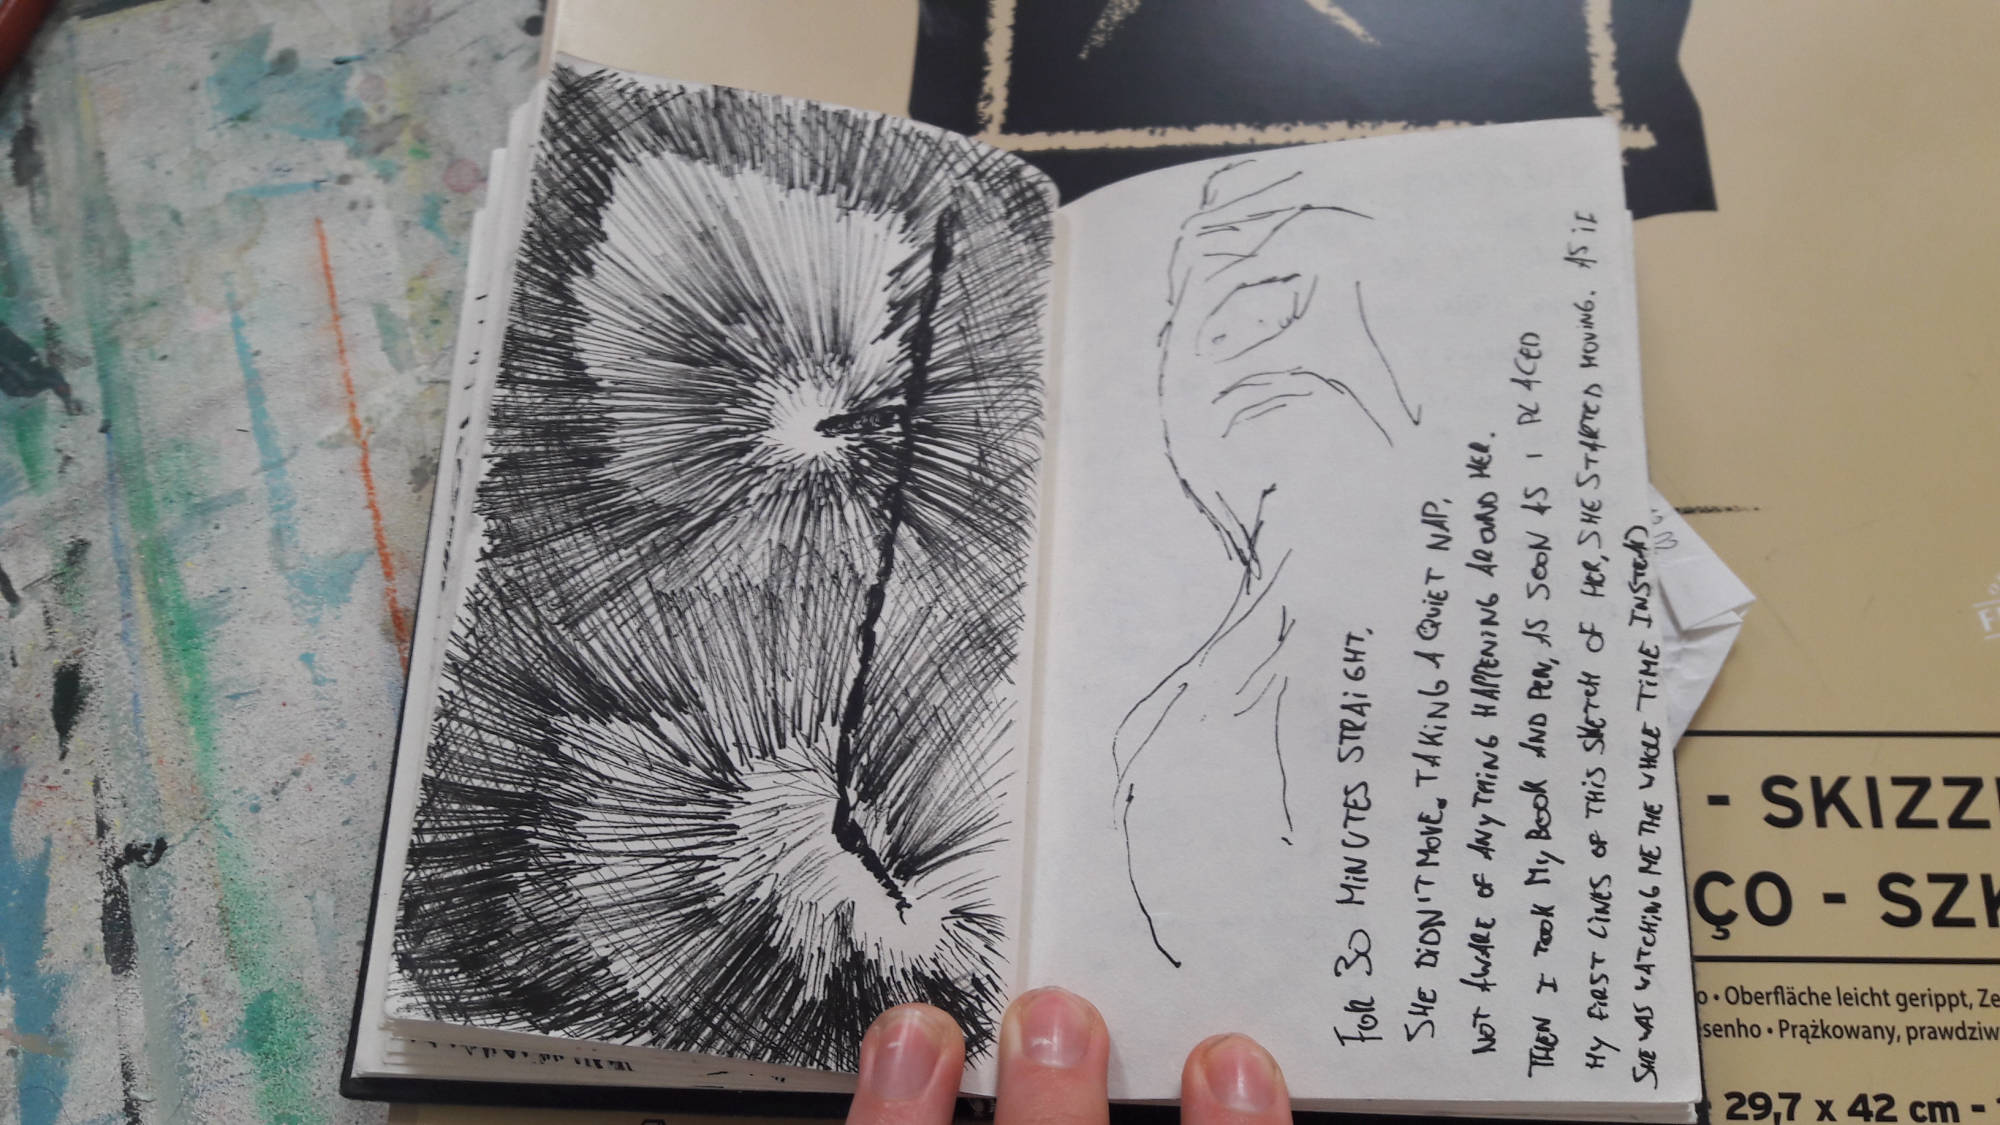 FOR 30 MINUTES STRAIGHT,
SHE DIDN'T MOVE. TAKING A QUIET NAP,
NOT AWARE OF ANYTHING HAPPENING AROUND HER.
THEN I TOOK MY BOOK AND PEN, AS SOON AS I PLACED
MY FIRST LINES OF THIS SKETCH OF HER, SHE STARTED MOVING. AS IF
SHE WAS WATCHING ME THE WHOLE TIME INSTEAD
- SKIZZ
ÇO - SZK
o • Oberfläche leicht gerippt, Ze
senho • Prążkowany, prawdziw
29,7 x 42 cm -